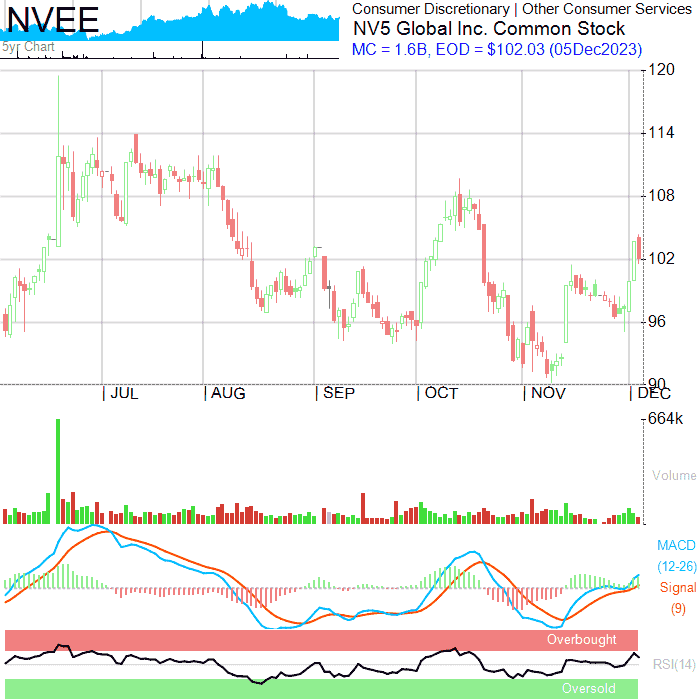 NVEE
5yr Chart
Consumer Discretionary | Other Consumer Services
NV5 Global Inc. Common Stock
MC = 1.6B, EOD = $102.03 (05Dec2023)
120
114
108
102
96
90
| JUL | AUG | SEP | OCT | NOV | DEC
664k
Volume
MACD
(12-26)
Signal
(9)
Overbought
RSI(14)
Oversold